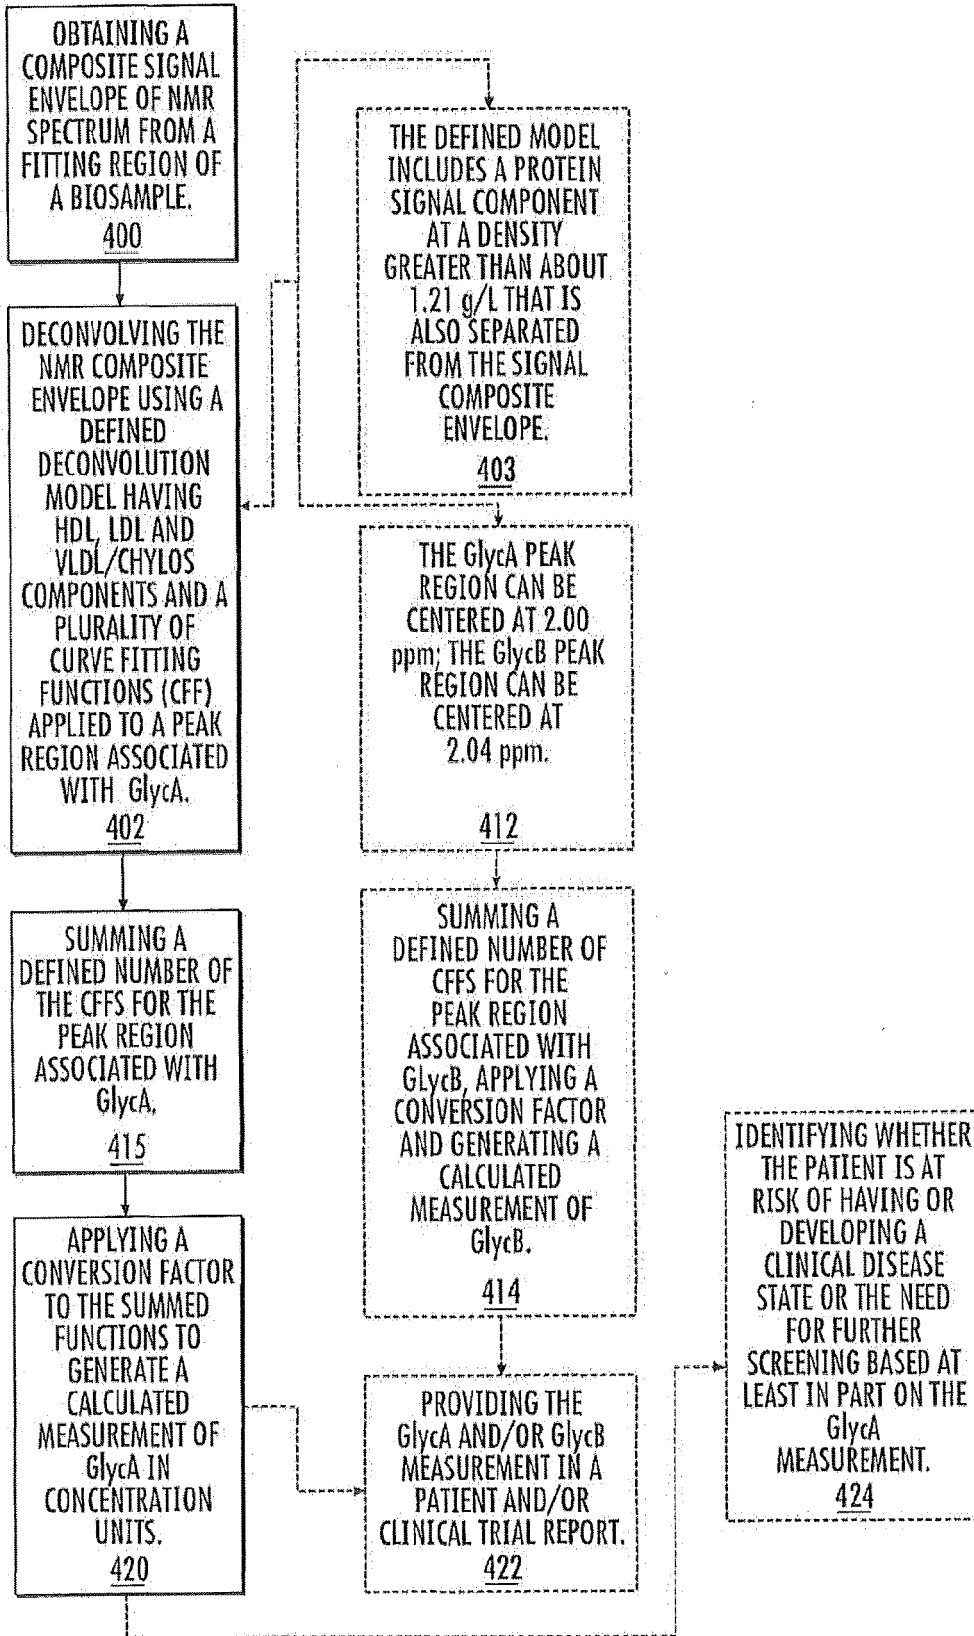 OBTAINING A
COMPOSITE SIGNAL
ENVELOPE OF NMR
SPECTRUM FROM A
FITTING REGION OF
A BIOSAMPLE.
400
DECONVOLVING THE
NMR COMPOSITE
ENVELOPE USING A
DEFINED
DECONVOLUTION
MODEL HAVING
HDL, LDL AND
VLDL/CHYLOS
COMPONENTS AND A
PLURALITY OF
CURVE FITTING
FUNCTIONS (CFF)
APPLIED TO A PEAK
REGION ASSOCIATED
WITH GlycA.
402
SUMMING A
DEFINED NUMBER OF
THE CFFS FOR THE
PEAK REGION
ASSOCIATED WITH
GlycA.
415
APPLYING A
CONVERSION FACTOR
TO THE SUMMED
FUNCTIONS TO
GENERATE A
CALCULATED
MEASUREMENT OF
GlycA IN
CONCENTRATION
UNITS.
420
THE DEFINED MODEL
INCLUDES A PROTEIN
SIGNAL COMPONENT
AT A DENSITY
GREATER THAN ABOUT
1.21 g/L THAT IS
ALSO SEPARATED
FROM THE SIGNAL
COMPOSITE
ENVELOPE.
403
THE GlycA PEAK
REGION CAN BE
CENTERED AT 2.00
ppm; THE GlycB PEAK
REGION CAN BE
CENTERED AT
2.04 ppm.
412
SUMMING A
DEFINED NUMBER OF
CFFS FOR THE
PEAK REGION
ASSOCIATED WITH
GLycB, APPLYING A
CONVERSION FACTOR
AND GENERATING A
CALCULATED
MEASUREMENT OF
GlycB.
414
PROVIDING THE
GlycA AND/OR GlycB
MEASUREMENT IN A
PATIENT AND/OR
CLINICAL TRIAL REPORT.
422
IDENTIFYING WHETHER
THE PATIENT IS AT
RISK OF HAVING OR
DEVELOPING A
CLINICAL DISEASE
STATE OR THE NEED
FOR FURTHER
SCREENING BASED AT
LEAST IN PART ON THE
GlycA
MEASUREMENT.
424